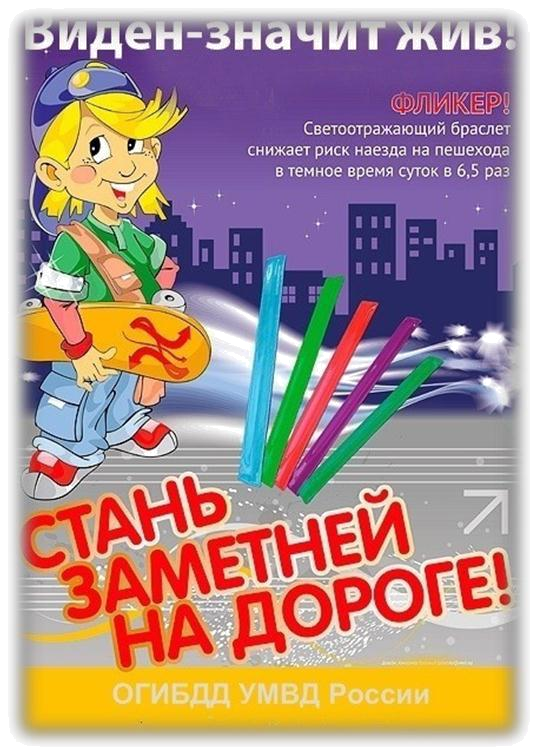 Виден-значит жив!
ФЛИКЕР!
Светоотражающий браслет
снижает риск наезда на пешехода
в темное время суток в 6,5 раз
СТАНЬ
ЗАМЕТНЕЙ
НА ДОРОГЕ!
ОГИБДД УМВД России